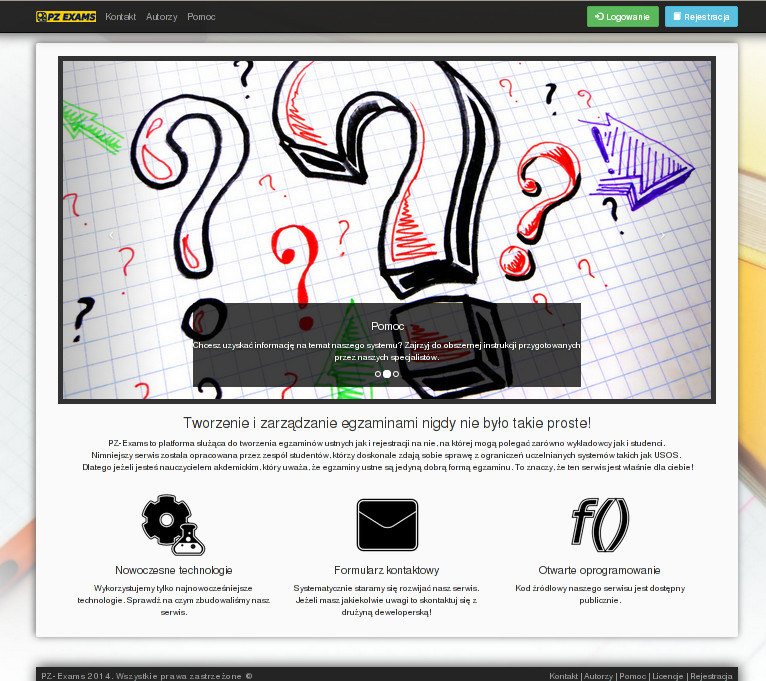 PZ EXAMS Kontakt Autorzy Pomoc Logowanie Rejestracja
Pomoc
Chcesz uzyskać informację na temat naszego systemu? Zajrzyj do obszernej instrukcji przygotowanych
przez naszych specjalistów.
Tworzenie i zarządzanie egzaminami nigdy nie było takie proste!
PZ-Exams to platforma służąca do tworzenia egzaminów ustnych jak i rejestracji na nie, na której mogą polegać zarówno wykładowcy jak i studenci.
Nimniejszy serwis została opracowana przez zespół studentów, którzy doskonale zdają sobie sprawę z ograniczeń uczelnianych systemów takich jak USOS.
Dlatego jeżeli jesteś nauczycielem akdemickim, który uważa, że egzaminy ustne są jedyną dobrą formą egzaminu. To znaczy, że ten serwis jest właśnie dla ciebie!
f()
Nowoczesne technologie
Wykorzystujemy tylko najnowocześniejsze
technologie. Sprawdź na czym zbudowaliśmy nasz
serwis.
Formularz kontaktowy
Systematycznie staramy się rozwijać nasz serwis.
Jeżeli masz jakiekolwie uwagi to skontaktuj się z
drużyną deweloperską!
Otwarte oprogramowanie
Kod źródłowy naszego serwisu jest dostępny
publicznie.
PZ-Exams 2014. Wszystkie prawa zastrzeżone © Kontakt | Autorzy | Pomoc | Licencje | Rejestracja